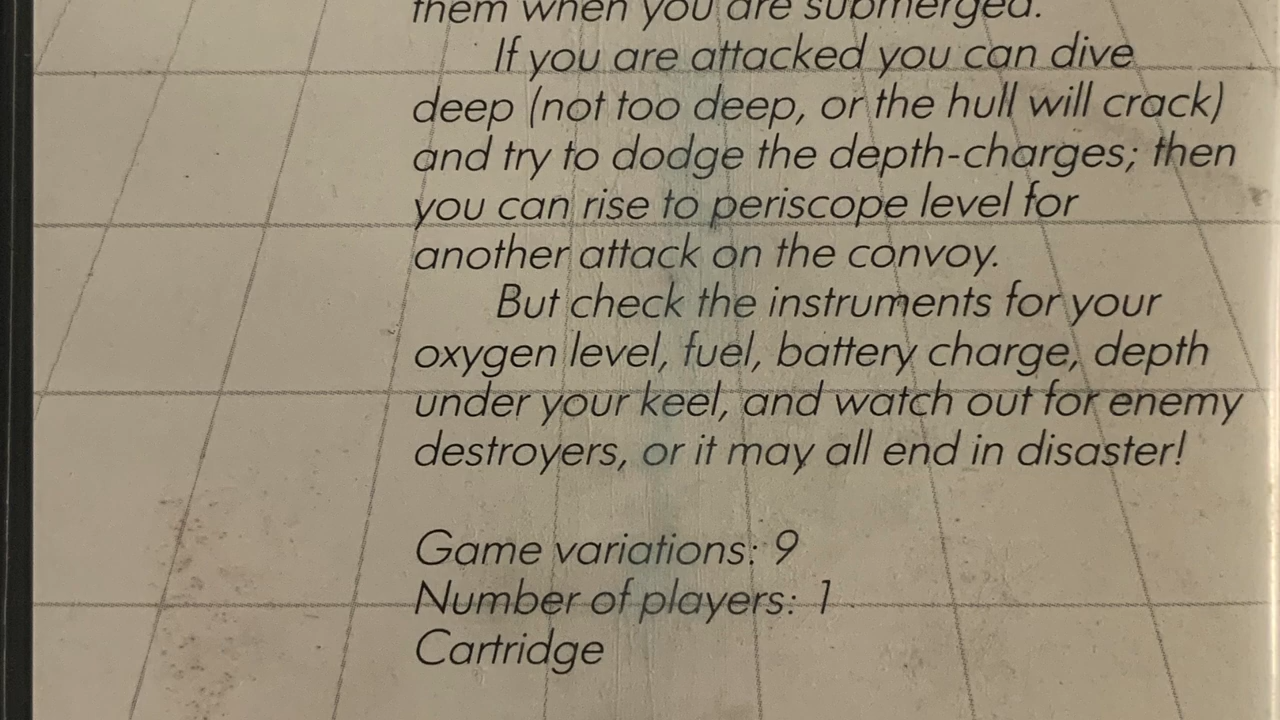 them when you are submerged.
If you are attacked you can dive
deep (not too deep, or the hull will crack)
and try to dodge the depth-charges; then
you can rise to periscope level for
another attack on the convoy.
But check the instruments for your
oxygen level, fuel, battery charge, depth
under your keel, and watch out for enemy
destroyers, or it may all end in disaster!
Game variations: 9
Number of players: 1
Cartridge